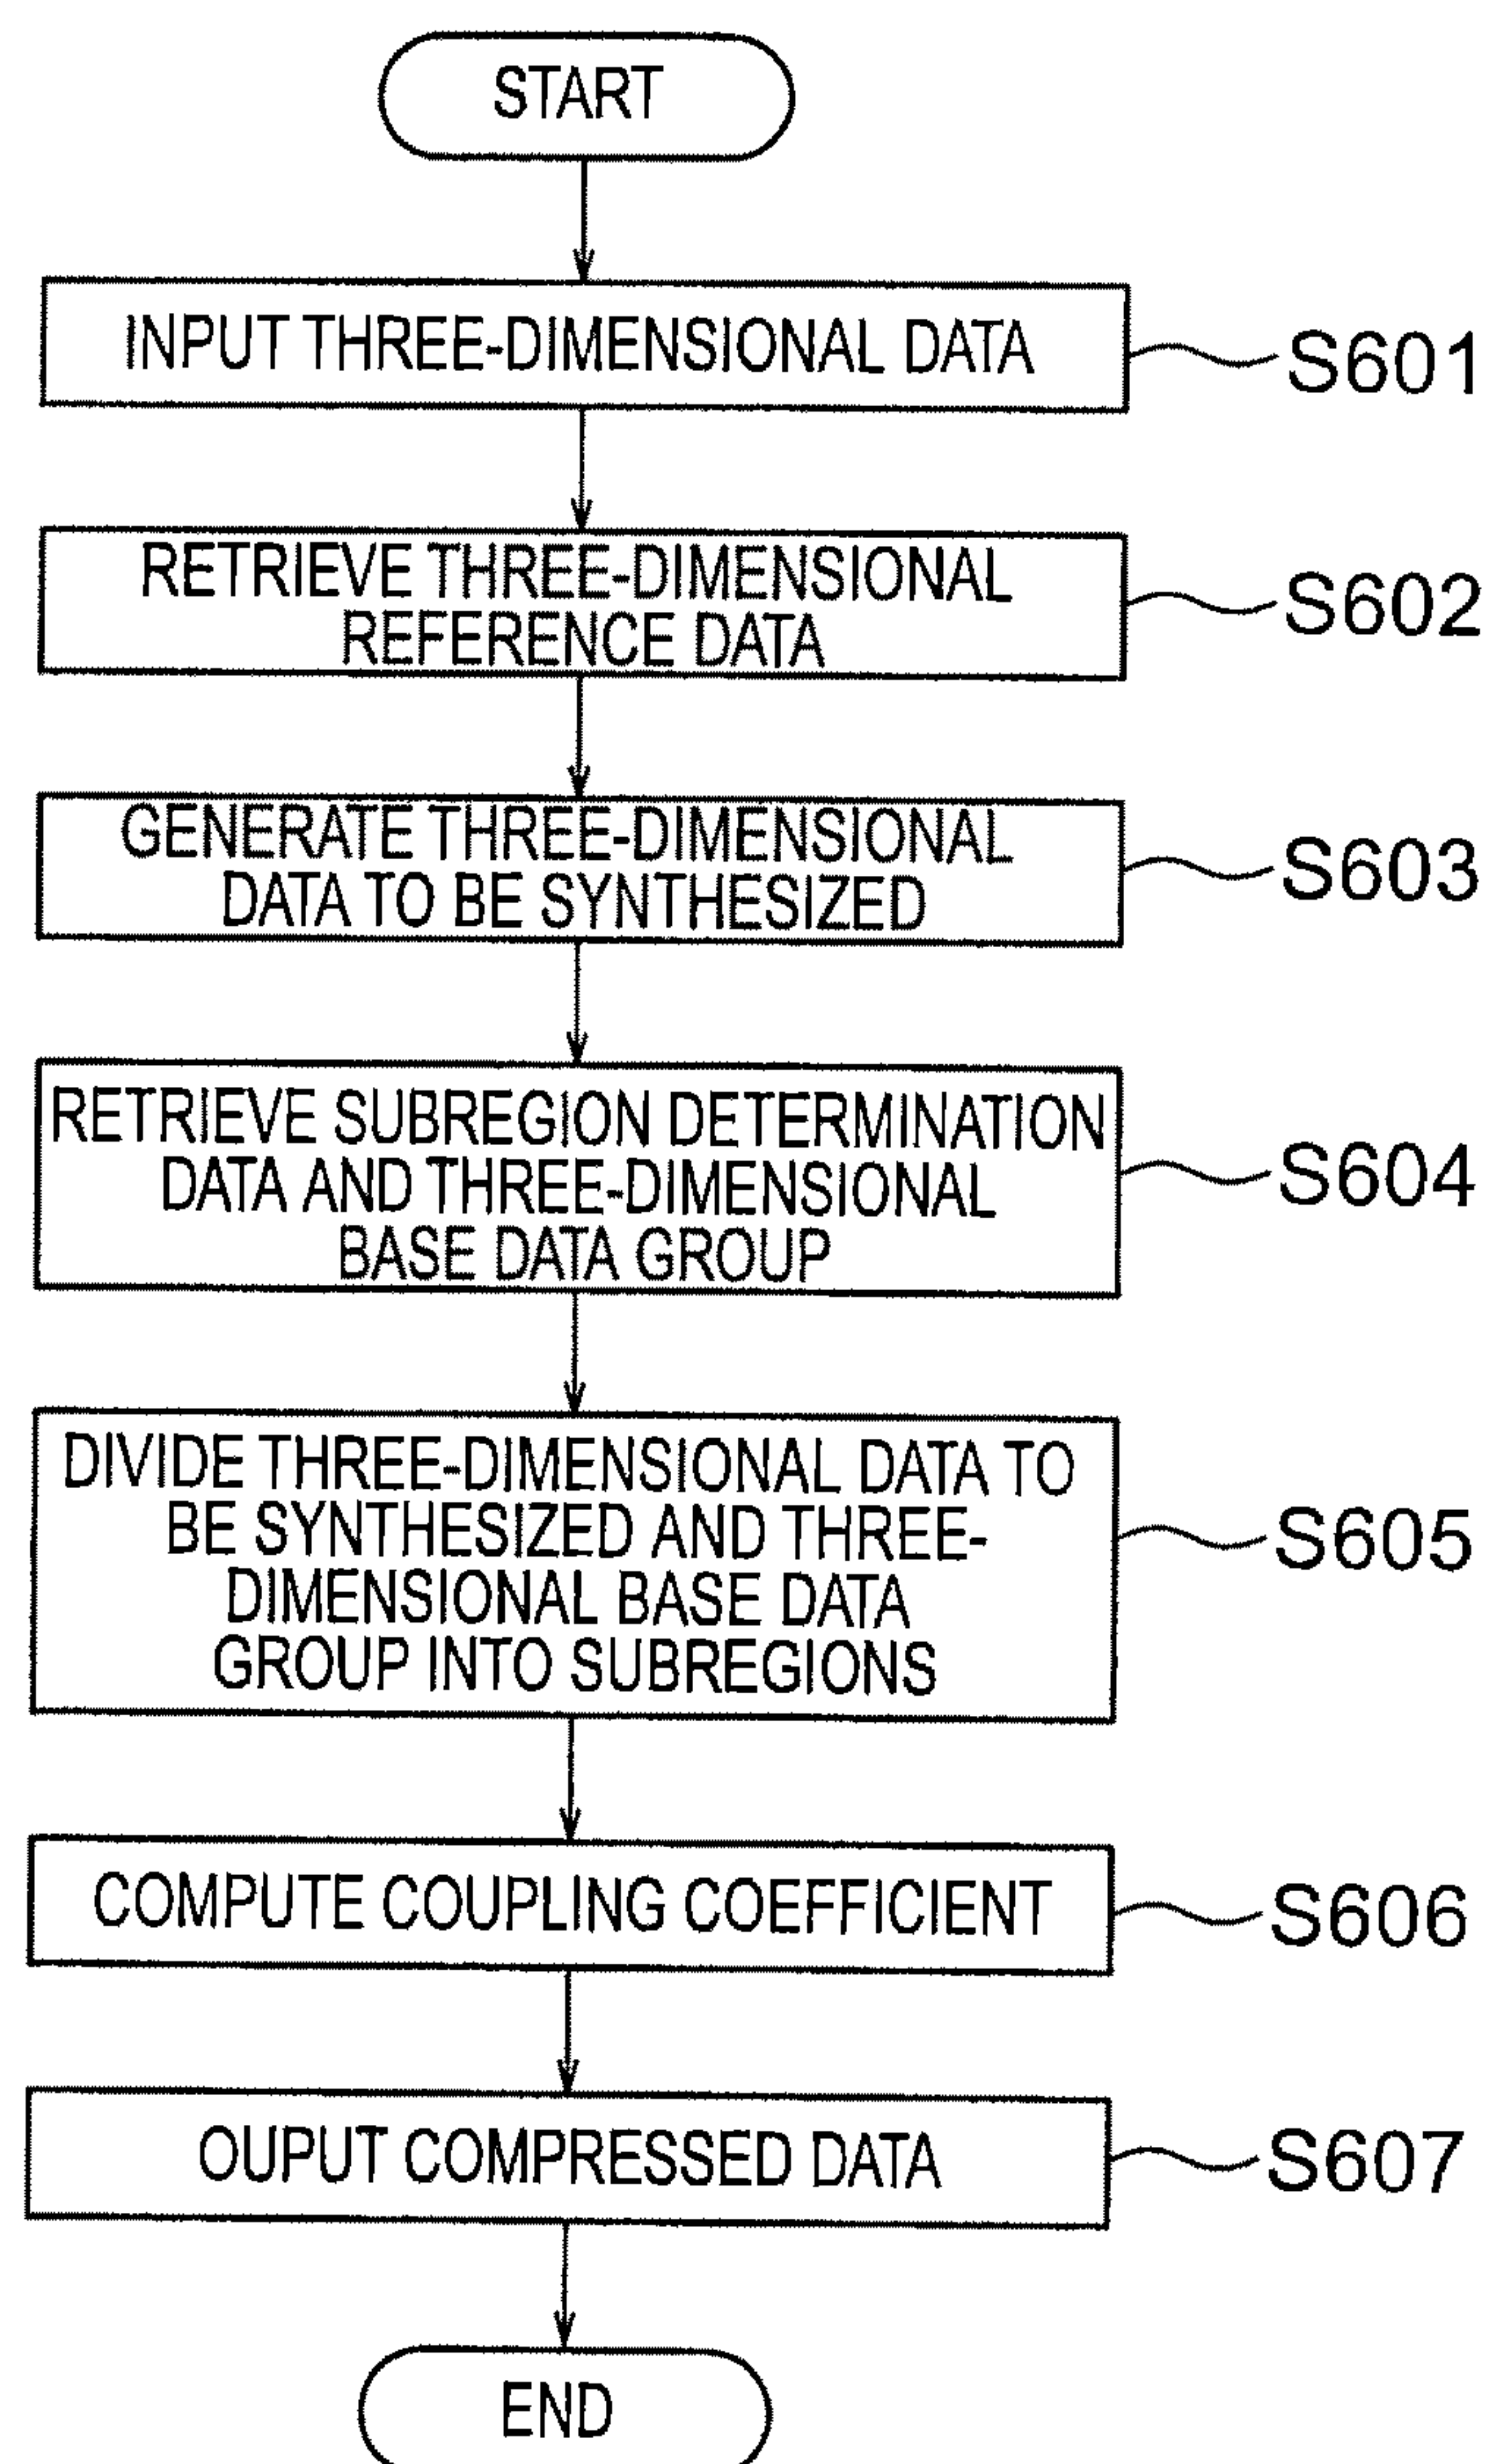 START
INPUT THREE-DIMENSIONAL DATA
S601
RETRIEVE THREE-DIMENSIONAL
REFERENCE DATA
S602
GENERATE THREE-DIMENSIONAL
DATA TO BE SYNTHESIZED
S603
RETRIEVE SUBREGION DETERMINATION
DATA AND THREE-DIMENSIONAL
BASE DATA GROUP
S604
DIVIDE THREE-DIMENSIONAL DATA TO
BE SYNTHESIZED AND THREE-
DIMENSIONAL BASE DATA
GROUP INTO SUBREGIONS
S605
COMPUTE COUPLING COEFFICIENT
S606
OUPUT COMPRESSED DATA
S607
END